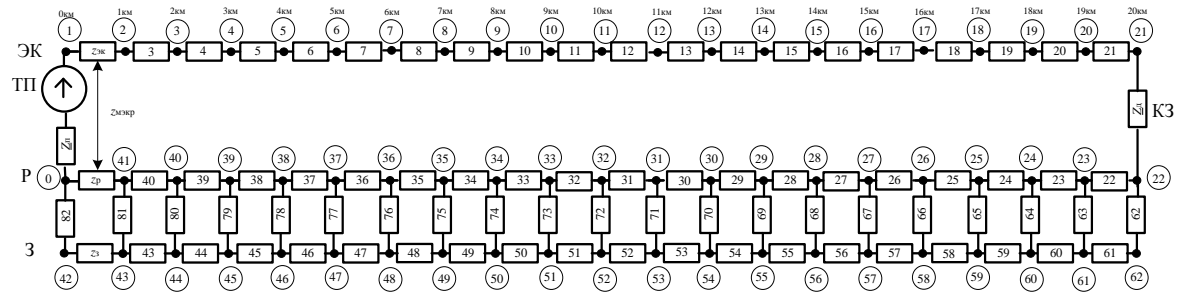 0км 1км 2км 3км 4км 5км 6км 7км 8км 9км 10км 11км 12км 13км 14км 15км 16км 17км 18км 19км 20км
1 2 3 4 5 6 7 8 9 10 11 12 13 14 15 16 17 18 19 20 21
ЭК zэк 3 4 5 6 7 8 9 10 11 12 13 14 15 16 17 18 19 20 21
ТП
zмэкр
Zд КЗ
Zп
41 40 39 38 37 36 35 34 33 32 31 30 29 28 27 26 25 24 23
Р 0 zр 40 39 38 37 36 35 34 33 32 31 30 29 28 27 26 25 24 23 22 22
82 81 80 79 78 77 76 75 74 73 72 71 70 69 68 67 66 65 64 63 62
З zз 43 44 45 46 47 48 49 50 51 52 53 54 55 56 57 58 59 60 61
42 43 44 45 46 47 48 49 50 51 52 53 54 55 56 57 58 59 60 61 62